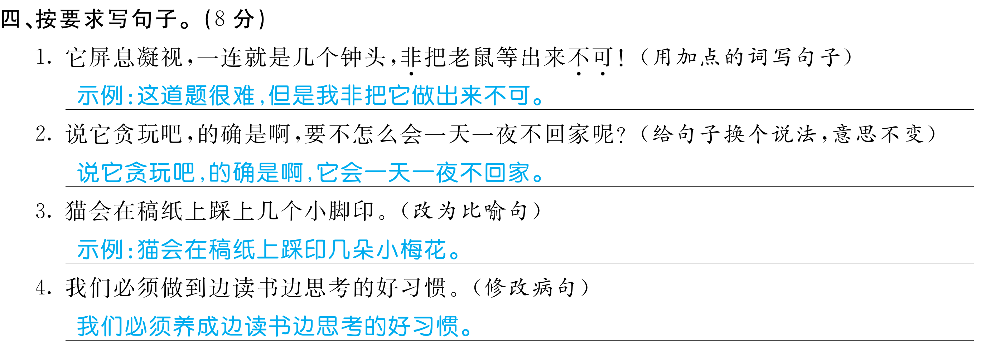 四、按要求写句子。(8 分)
1. 它屏息凝视,一连就是几个钟头,非把老鼠等出来不可!(用加点的词写句子)
示例:这道题很难,但是我非把它做出来不可。
2. 说它贪玩吧,的确是啊,要不怎么会一天一夜不回家呢?(给句子换个说法,意思不变)
说它贪玩吧,的确是啊,它会一天一夜不回家。
3. 猫会在稿纸上踩上几个小脚印。(改为比喻句)
示例:猫会在稿纸上踩印几朵小梅花。
4. 我们必须做到边读书边思考的好习惯。(修改病句)
我们必须养成边读书边思考的好习惯。